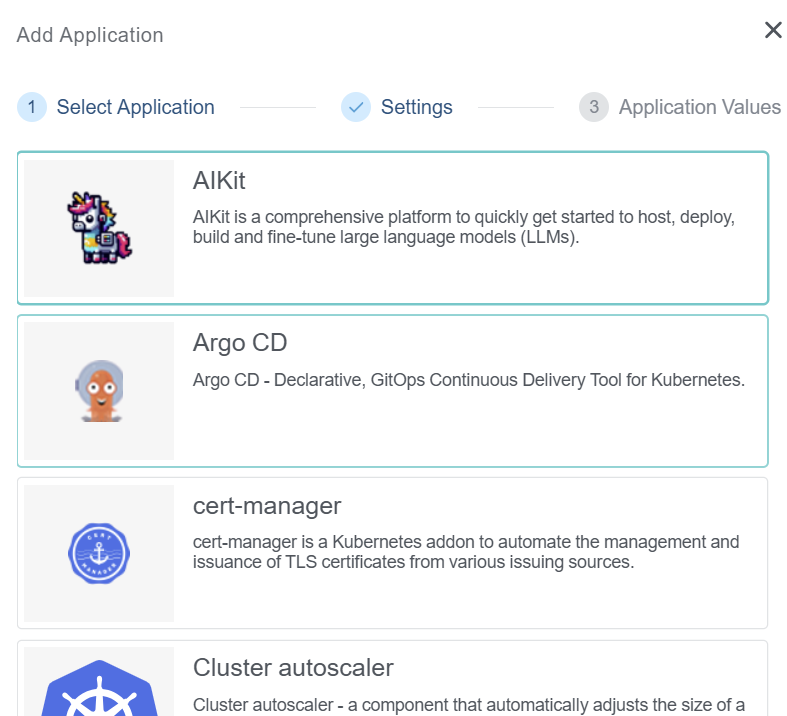 Add Application
1 Select Application Settings 3 Application Values
AIKit
AIKit is a comprehensive platform to quickly get started to host, deploy,
build and fine-tune large language models (LLMs).
Argo CD
Argo CD - Declarative, GitOps Continuous Delivery Tool for Kubernetes.
cert-manager
CERT
MANAGER
cert-manager is a Kubernetes addon to automate the management and
issuance of TLS certificates from various issuing sources.
Cluster autoscaler
Cluster autoscaler - a component that automatically adjusts the size of a